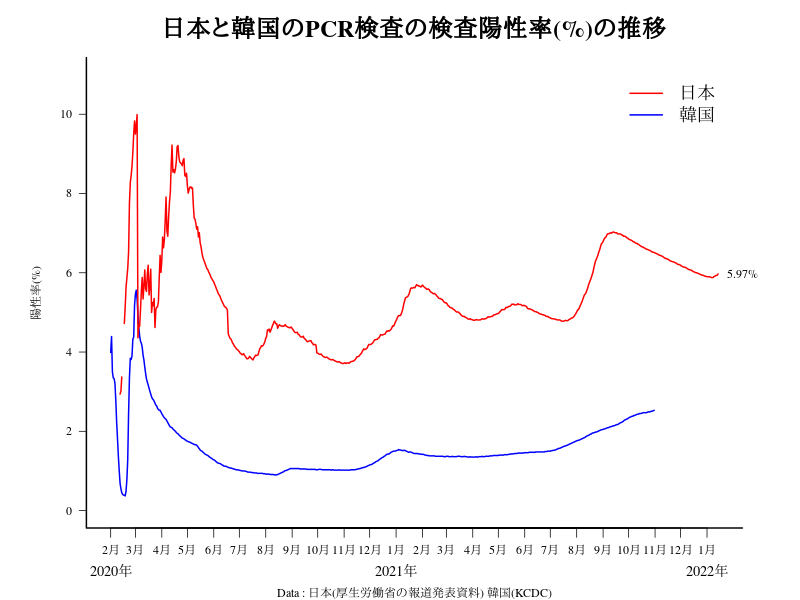 日本と韓国のPCR検査の検査陽性率(%)の推移
日本
韓国
陽性率(%)
10
8
6
4
2
0
5.97%
2月 3月 4月 5月 6月 7月 8月 9月 10月 11月 12月 1月 2月 3月 4月 5月 6月 7月 8月 9月 10月 11月 12月 1月
2020年 2021年 2022年
Data : 日本(厚生労働省の報道発表資料) 韓国(KCDC)